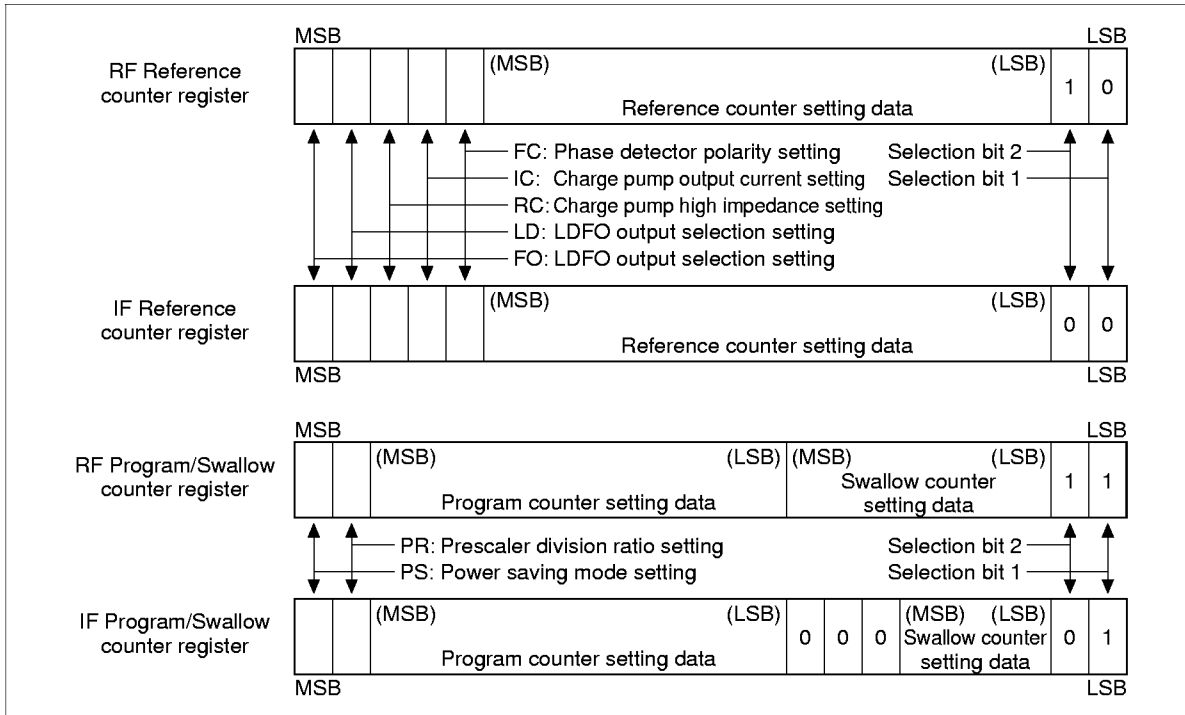 MSB LSB
RF Reference
counter register
(MSB) (LSB)
Reference counter setting data
1 0
FC: Phase detector polarity setting
IC: Charge pump output current setting
RC: Charge pump high impedance setting
LD: LDFO output selection setting
FO: LDFO output selection setting
Selection bit 2
Selection bit 1
IF Reference
counter register
(MSB) (LSB)
Reference counter setting data
0 0
MSB LSB
MSB LSB
RF Program/Swallow
counter register
(MSB) (LSB)
Program counter setting data
(MSB) (LSB)
Swallow counter
setting data
1 1
PR: Prescaler division ratio setting
PS: Power saving mode setting
Selection bit 2
Selection bit 1
IF Program/Swallow
counter register
(MSB) (LSB)
Program counter setting data
0 0 0
(MSB) (LSB)
Swallow counter
setting data
0 1
MSB LSB